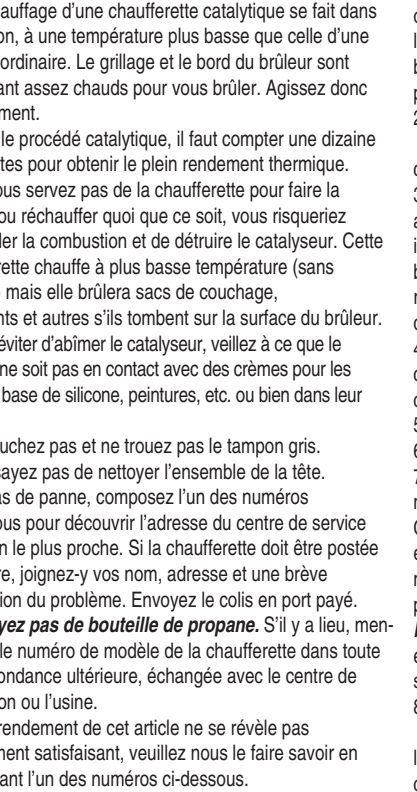 auffage d'une chaufferette catalytique se fait dans
on, à une température plus basse que celle d'une
ordinaire. Le grillage et le bord du brûleur sont
ant assez chauds pour vous brûler. Agissez donc
ment.
le procédé catalytique, il faut compter une dizaine
tes pour obtenir le plein rendement thermique.
ous servez pas de la chaufferette pour faire la
ou réchauffer quoi que ce soit, vous risqueriez
der la combustion et de détruire le catalyseur. Cette
rette chauffe à plus basse température (sans
mais elle brûlera sacs de couchage,
nts et autres s'ils tombent sur la surface du brûleur.
éviter d'abîmer le catalyseur, veillez à ce que le
ne soit pas en contact avec des crèmes pour les
base de silicone, peintures, etc. ou bien dans leur
ouchez pas et ne trouez pas le tampon gris.
sayez pas de nettoyer l'ensemble de la tête.
as de panne, composez l'un des numéros
ous pour découvrir l'adresse du centre de service
n le plus proche. Si la chaufferette doit être postée
re, joignez-y vos nom, adresse et une brève
tion du problème. Envoyez le colis en port payé.
yez pas de bouteille de propane. S'il y a lieu, men-
le numéro de modèle de la chaufferette dans toute
ondance ultérieure, échangée avec le centre de
on ou l'usine.
rendement de cet article ne se révèle pas
ment satisfaisant, veuillez nous le faire savoir en
ant l'un des numéros ci-dessous.